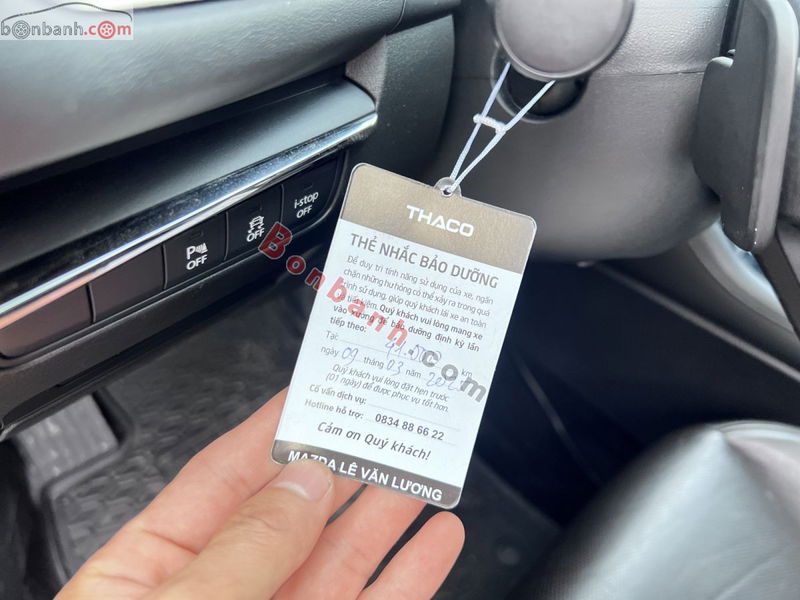 bonbanh.com
i-stop
OFF
OFF
P
OFF
THACO
THẺ NHẮC BẢO DƯỠNG
Để duy trì tính năng sử dụng của xe, ngăn
chặn những hư hỏng có thể xảy ra trong quá
trình sử dụng, giúp quý khách lái xe an toàn
tiết kiệm. Quý khách vui lòng mang xe
vào xưởng để bảo dưỡng định kỳ lần
tiếp theo:
Tại: km
ngày 09 tháng 03 năm
Quý khách vui lòng đặt hẹn trước
(01 ngày) để được phục vụ tốt hơn.
Cố vấn dịch vụ:
Hotline hỗ trợ: 0834 88 66 22
Cảm ơn Quý khách!
MAZDA LÊ VĂN LƯƠNG
Bonbanh.com